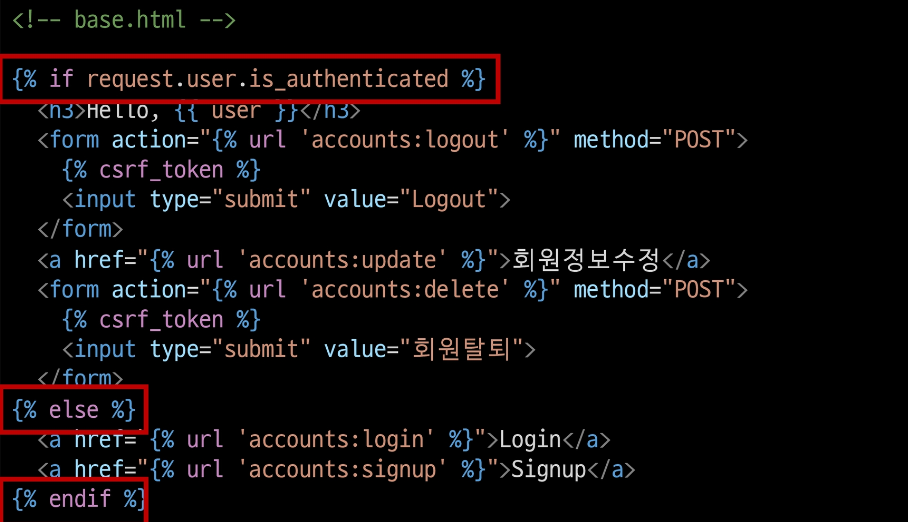 <!-- base.html -->
{% if request.user.is_authenticated %}
<h3>Hello, {{ user }}</h3>
<form action="{% url 'accounts:logout' %}" method="POST">
{% csrf_token %}
<input type="submit" value="Logout">
</form>
<a href="{% url 'accounts:update' %}">회원정보수정</a>
<form action="{% url 'accounts:delete' %}" method="POST">
{% csrf_token %}
<input type="submit" value="회원탈퇴">
</form>
{% else %}
<a href="{% url 'accounts:login' %}">Login</a>
<a href="{% url 'accounts:signup' %}">Signup</a>
{% endif %}